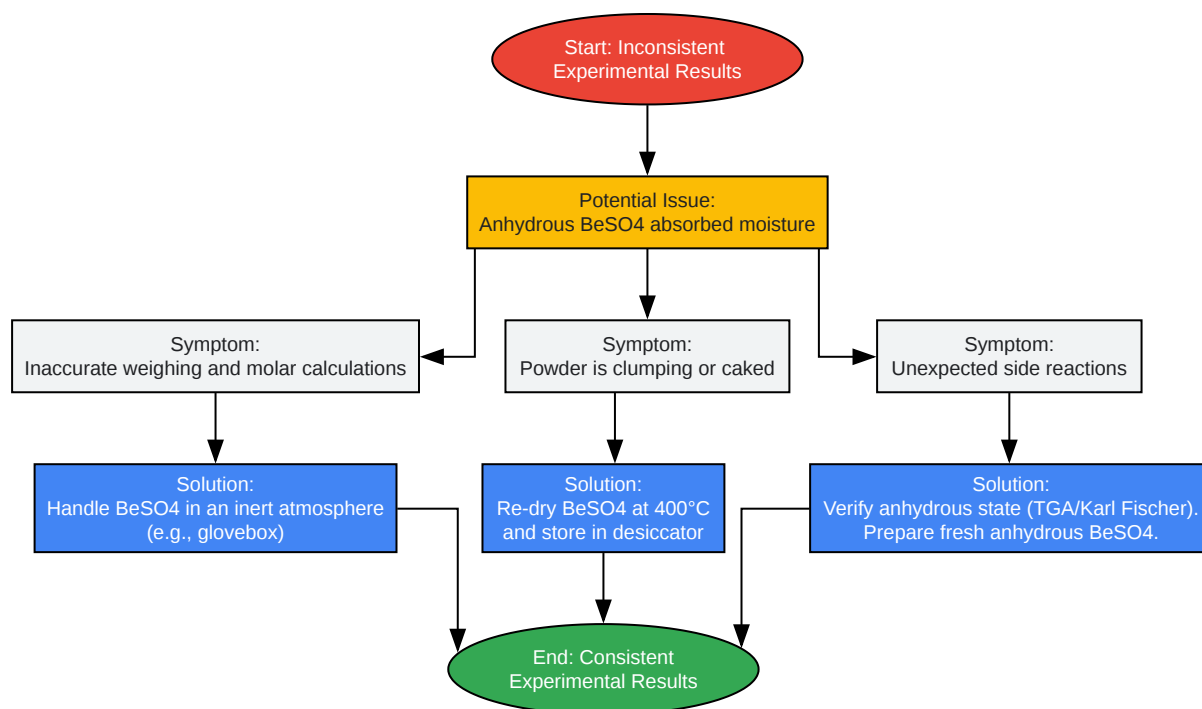 Start: Inconsistent
Experimental Results
Potential Issue:
Anhydrous BeSO4 absorbed moisture
Symptom:
Inaccurate weighing and molar calculations
Symptom:
Powder is clumping or caked
Symptom:
Unexpected side reactions
Solution:
Handle BeSO4 in an inert atmosphere
(e.g., glovebox)
Solution:
Re-dry BeSO4 at 400°C
and store in desiccator
Solution:
Verify anhydrous state (TGA/Karl Fischer).
Prepare fresh anhydrous BeSO4.
End: Consistent
Experimental Results